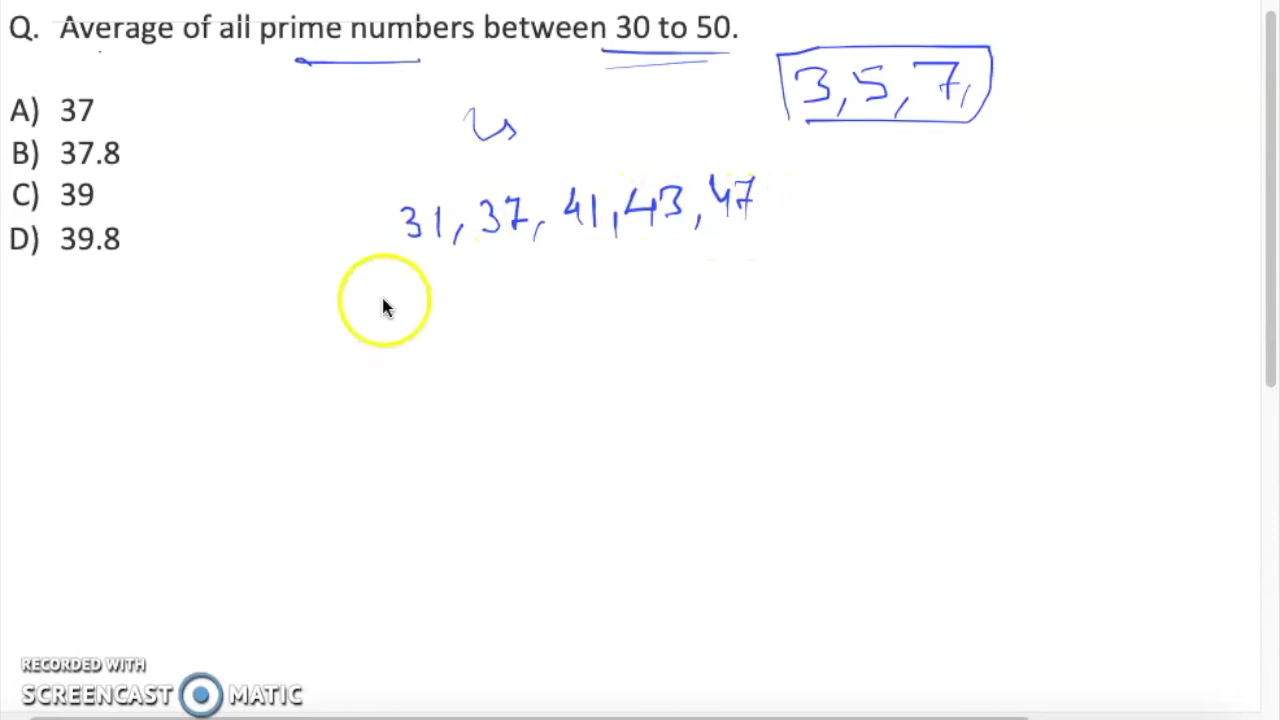 Q. Average of all prime numbers between 30 to 50.
3, 5, 7,
A) 37
B) 37.8
C) 39
D) 39.8
31, 37, 41, 43, 47
RECORDED WITH
SCREENCAST MATIC